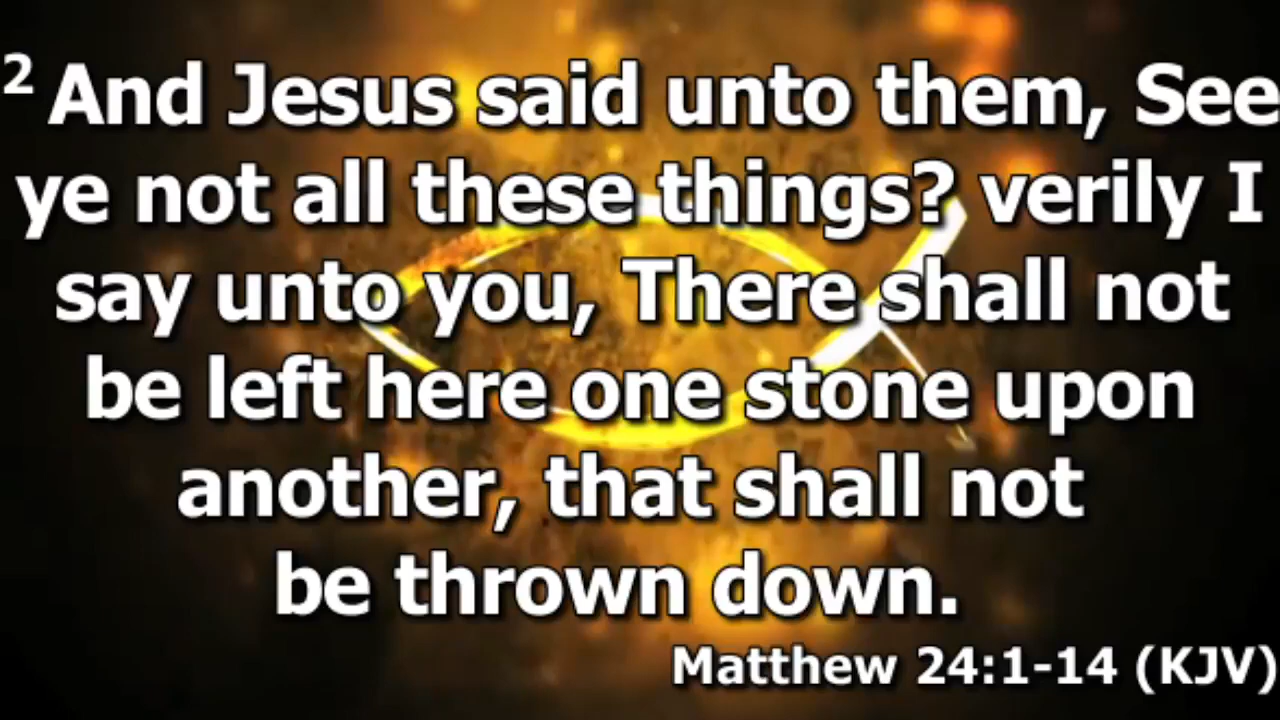 2 And Jesus said unto them, See
ye not all these things? verily I
say unto you, There shall not
be left here one stone upon
another, that shall not
be thrown down.
Matthew 24:1-14 (KJV)